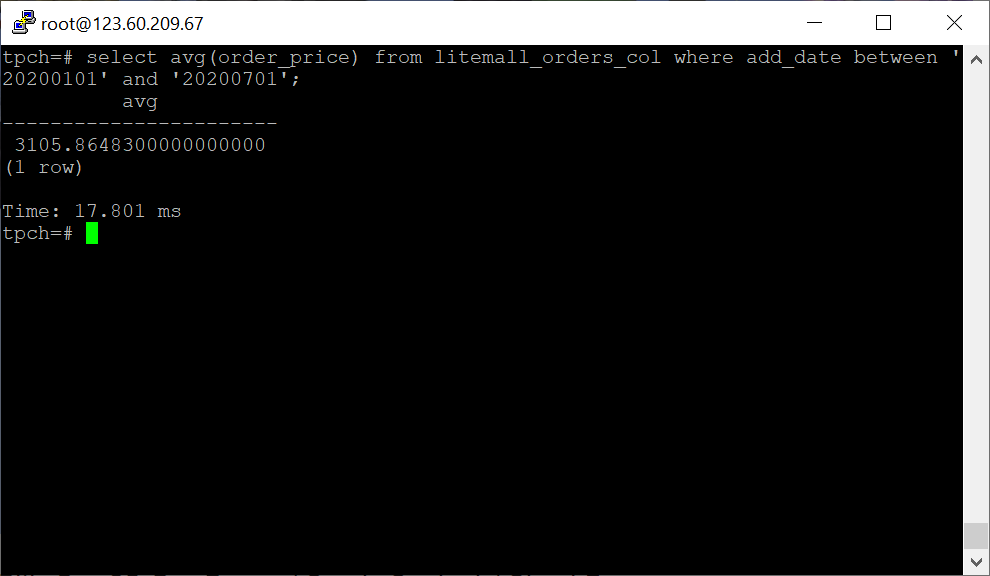 root@123.60.209.67
tpch=# select avg(order_price) from litemall_orders_col where add_date between '
20200101' and '20200701';
avg
-----------------------
3105.8648300000000000
(1 row)
Time: 17.801 ms
tpch=#